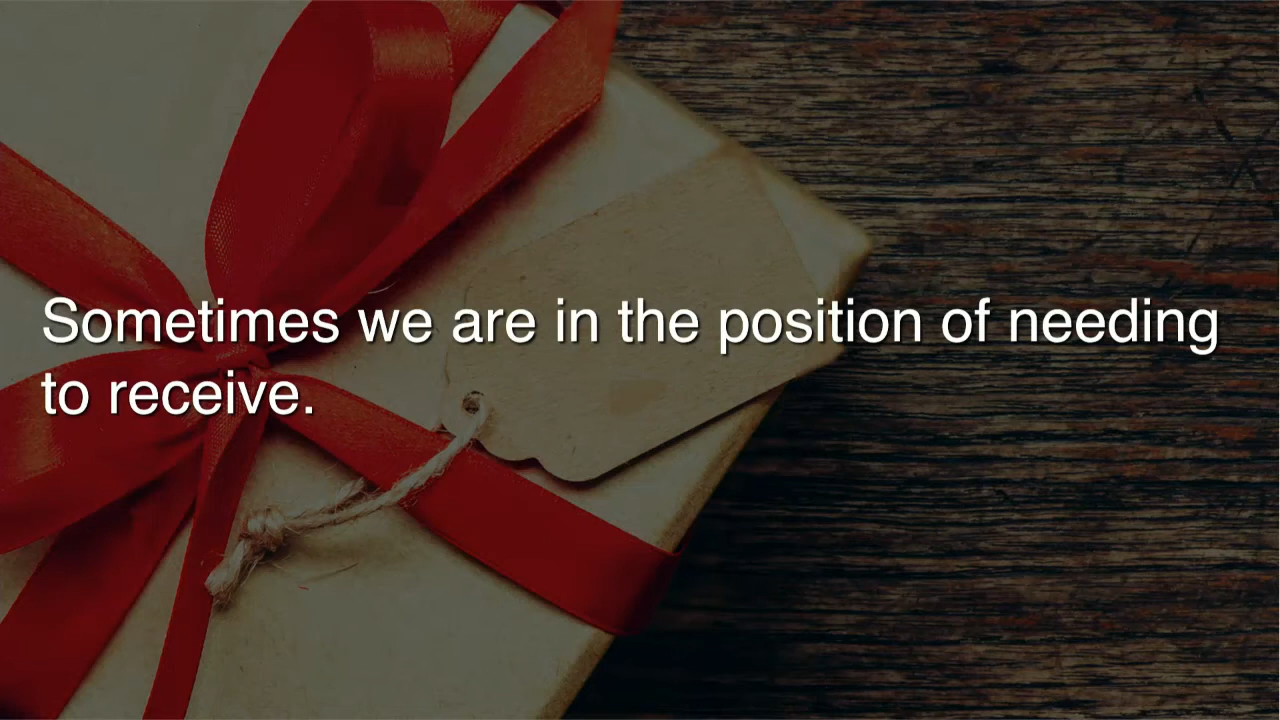 Sometimes we are in the position of needing
to receive.